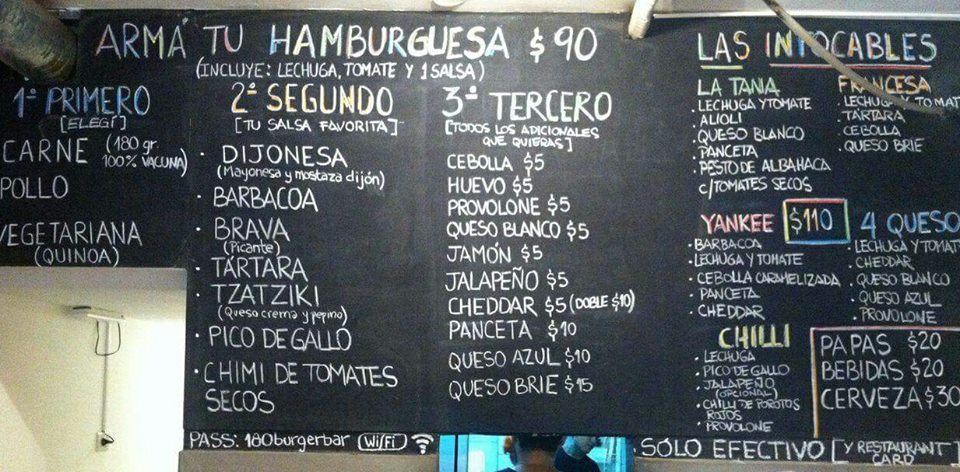 ARMÁ TU HAMBURGUESA $90
(INCLUYE: LECHUGA, TOMATE Y 1 SALSA)
1º PRIMERO
[ELEGÍ]
CARNE (180 gr.
100% VACUNA)
POLLO
VEGETARIANA
(QUINOA)
2º SEGUNDO
[TU SALSA FAVORITA]
· DIJONESA
(Mayonesa y mostaza dijón)
· BARBACOA
· BRAVA
(Picante)
· TÁRTARA
· TZATZIKI
(Queso crema y pepino)
· PICO DE GALLO
· CHIMI DE TOMATES
SECOS
3º TERCERO
[TODOS LOS ADICIONALES
QUE QUIERAS]
CEBOLLA $5
HUEVO $5
PROVOLONE $5
QUESO BLANCO $5
JAMÓN $5
JALAPEÑO $5
CHEDDAR $5 (DOBLE $10)
PANCETA $10
QUESO AZUL $10
QUESO BRIE $15
LAS INTOCABLES
LA TANA
· LECHUGA Y TOMATE
ALIOLI
· QUESO BLANCO
· PANCETA
· PESTO DE ALBAHACA
C/TOMATES SECOS
FRANCESA
· LECHUGA Y TOMAT
· TÁRTARA
· CEBOLLA
· QUESO BRIE
YANKEE $110
· BARBACOA
· LECHUGA Y TOMATE
· CEBOLLA CARAMELIZADA
· PANCETA
· CHEDDAR
4 QUESO
· LECHUGA Y TOMAT
· CHEDDAR
· QUESO BLANCO
· QUESO AZUL
· PROVOLONE
CHILLI
· LECHUGA
· PICO DE GALLO
· JALAPEÑO
(OPCIONAL)
· CHILLI DE POROTOS
ROJOS
· PROVOLONE
PAPAS $20
BEBIDAS $20
CERVEZA $30
PASS: 180burgerbar (WiFi)
· SÓLO EFECTIVO [Y RESTAURANT
CARD